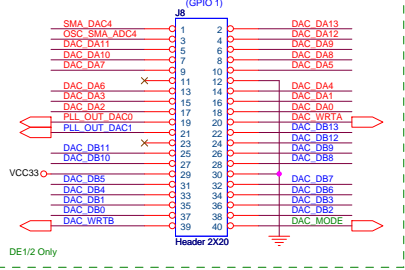 (GPIO 1)
J8
SMA_DAC4 1 2 DAC_DA13
OSC_SMA_ADC4 3 4 DAC_DA12
DAC_DA11 5 6 DAC_DA9
DAC_DA10 7 8 DAC_DA8
DAC_DA7 9 10 DAC_DA5
11 12
DAC_DA6 13 14 DAC_DA4
DAC_DA3 15 16 DAC_DA1
DAC_DA2 17 18 DAC_DA0
PLL_OUT_DAC0 19 20 DAC_WRTA
PLL_OUT_DAC1 21 22 DAC_DB13
23 24 DAC_DB12
DAC_DB11 25 26 DAC_DB9
DAC_DB10 27 28 DAC_DB8
VCC33 29 30
DAC_DB5 31 32 DAC_DB7
DAC_DB4 33 34 DAC_DB6
DAC_DB1 35 36 DAC_DB3
DAC_DB0 37 38 DAC_DB2
DAC_WRTB 39 40 DAC_MODE
Header 2X20
DE1/2 Only